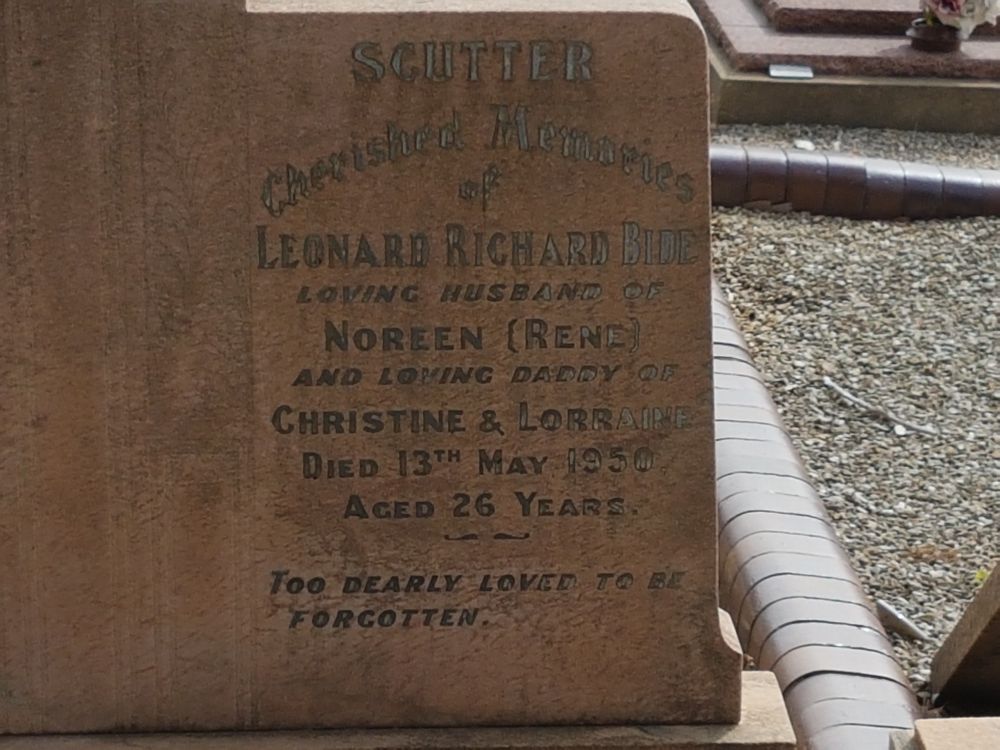 SCUTTER
Cherished Memories
of
LEONARD RICHARD BIDE
LOVING HUSBAND OF
NOREEN (RENE)
AND LOVING DADDY OF
CHRISTINE & LORRAINE
DIED 13TH MAY 1950.
AGED 26 YEARS.
TOO DEARLY LOVED TO BE
FORGOTTEN.